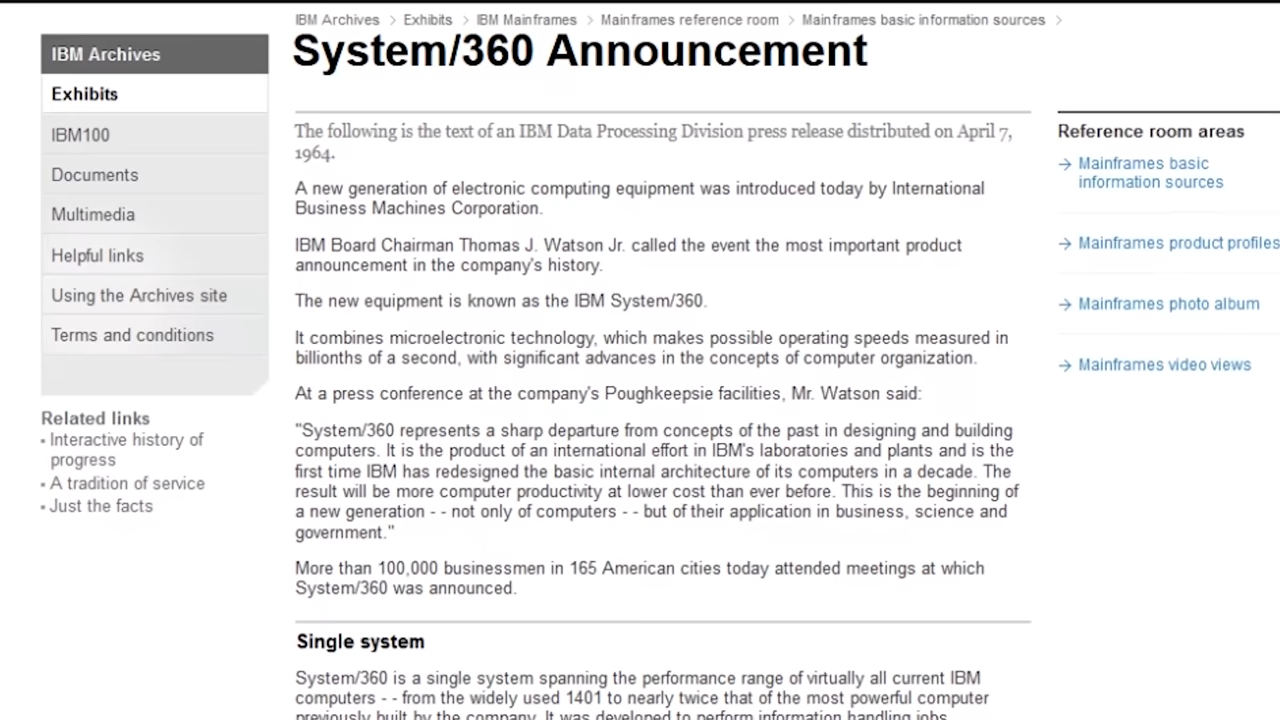 IBM Archives > Exhibits > IBM Mainframes > Mainframes reference room > Mainframes basic information sources >
System/360 Announcement
IBM Archives
Exhibits
IBM100
Documents
Multimedia
Helpful links
Using the Archives site
Terms and conditions
Related links
Interactive history of
progress
A tradition of service
Just the facts
The following is the text of an IBM Data Processing Division press release distributed on April 7,
1964.
A new generation of electronic computing equipment was introduced today by International
Business Machines Corporation.
IBM Board Chairman Thomas J. Watson Jr. called the event the most important product
announcement in the company's history.
The new equipment is known as the IBM System/360.
It combines microelectronic technology, which makes possible operating speeds measured in
billionths of a second, with significant advances in the concepts of computer organization.
At a press conference at the company's Poughkeepsie facilities, Mr. Watson said:
"System/360 represents a sharp departure from concepts of the past in designing and building
computers. It is the product of an international effort in IBM's laboratories and plants and is the
first time IBM has redesigned the basic internal architecture of its computers in a decade. The
result will be more computer productivity at lower cost than ever before. This is the beginning of
a new generation - - not only of computers - - but of their application in business, science and
government."
More than 100,000 businessmen in 165 American cities today attended meetings at which
System/360 was announced.
Single system
System/360 is a single system spanning the performance range of virtually all current IBM
computers - - from the widely used 1401 to nearly twice that of the most powerful computer
previously built by the company. It was developed to perform information handling jobs
Reference room areas
Mainframes basic
information sources
Mainframes product profiles
Mainframes photo album
Mainframes video views